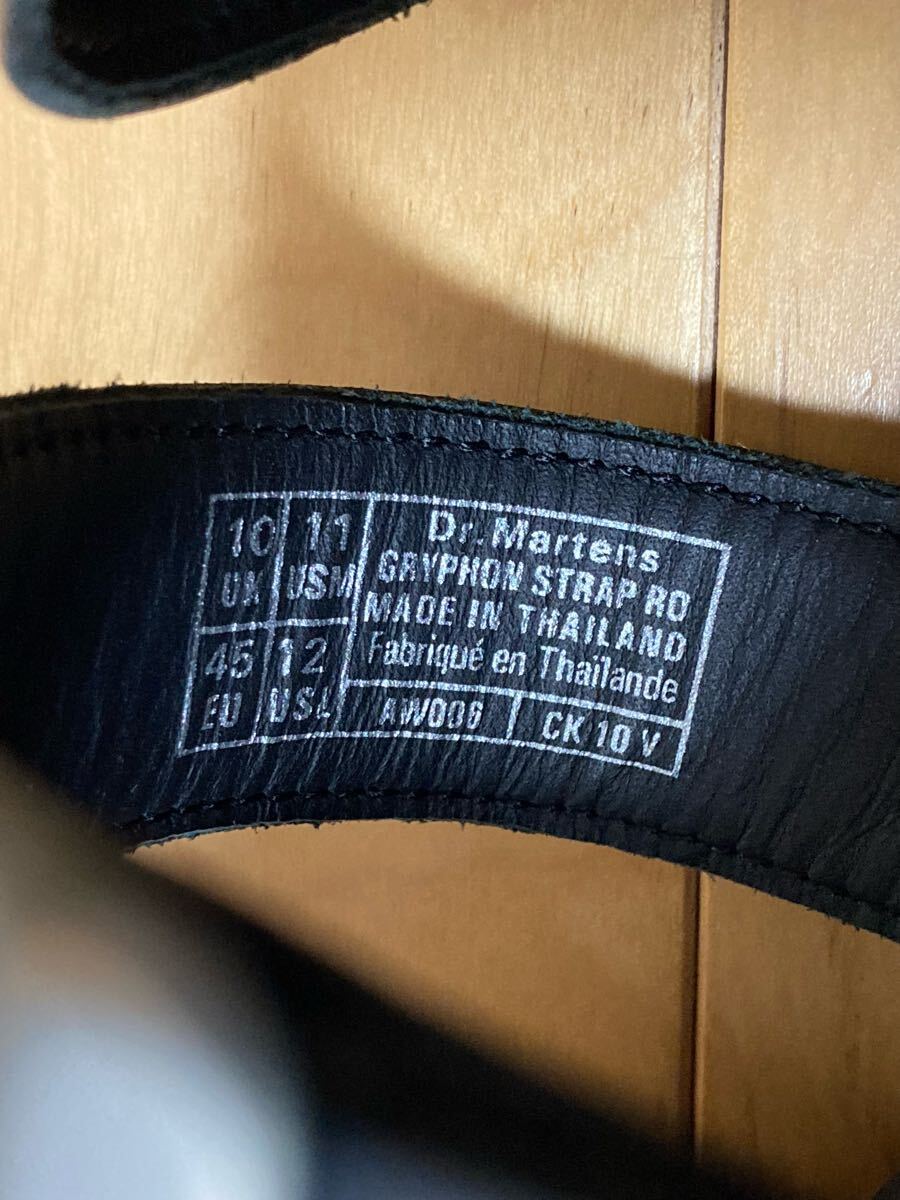 10 UK
11 USM
45 EU
12 USL
Dr. Martens
GRYPHON STRAP RO
MADE IN THAILAND
Fabriqué en Thaïlande
AW006
CK 10 V